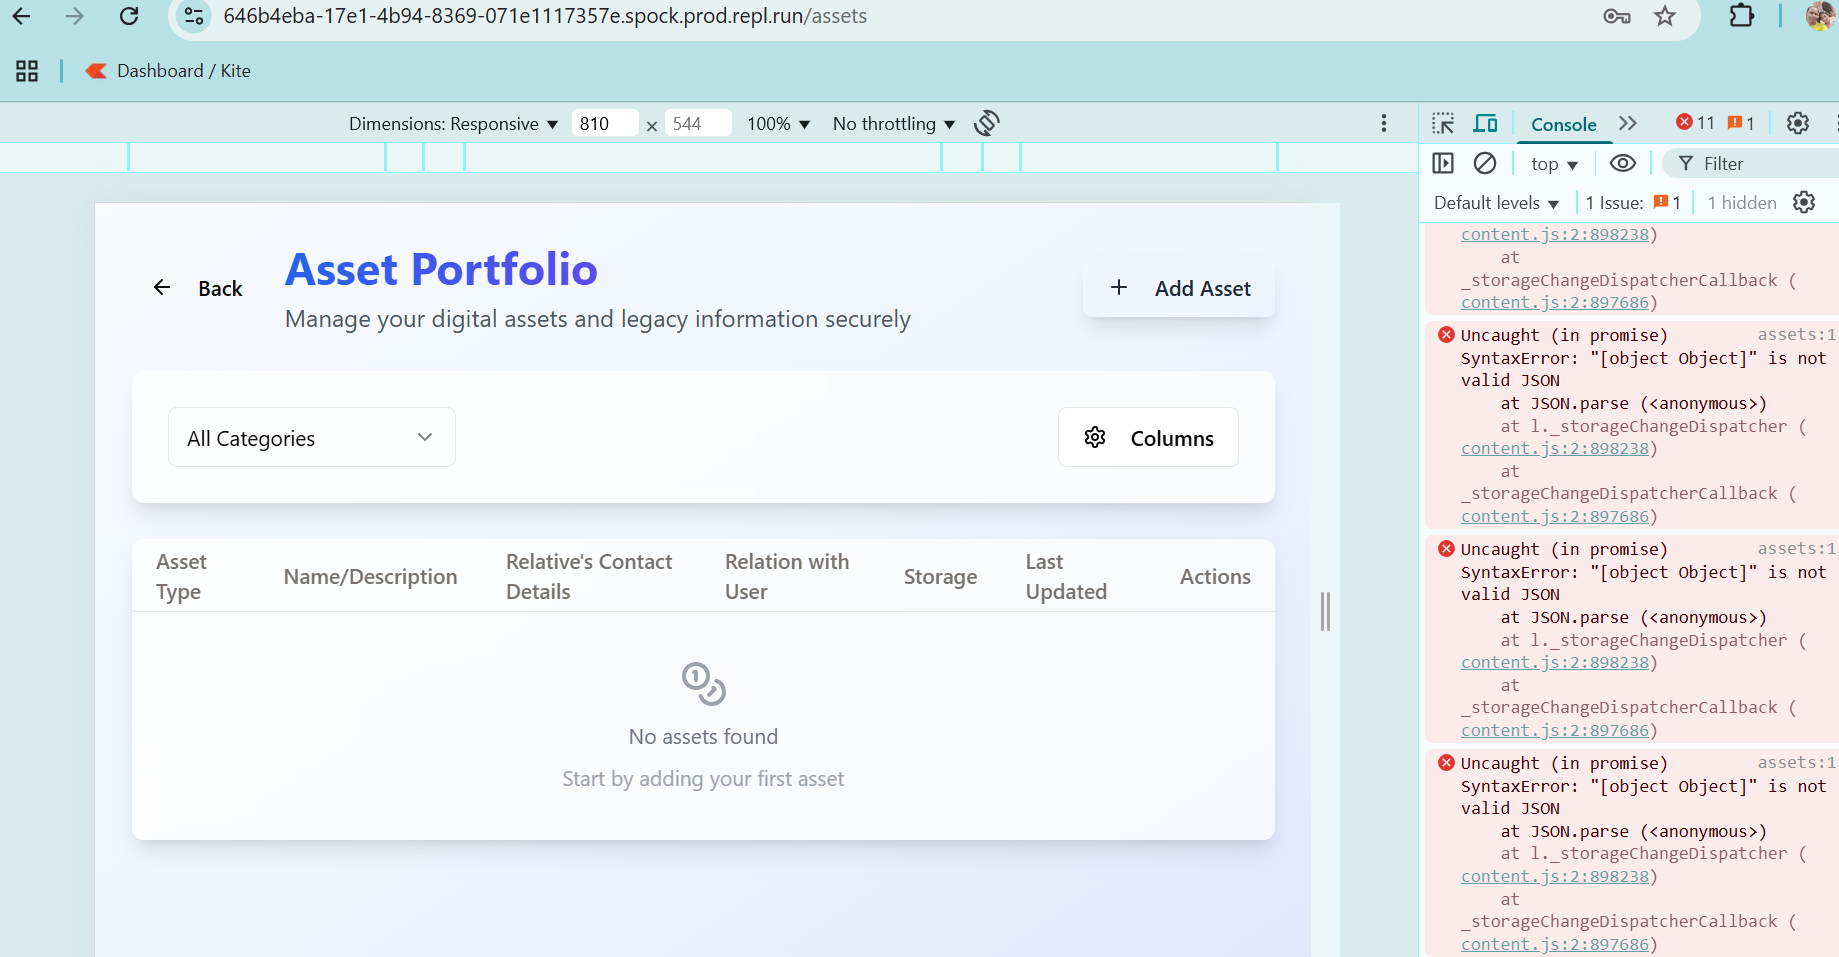 646b4eba-17e1-4b94-8369-071e1117357e.spock.prod.repl.run/assets
Dashboard / Kite
Dimensions: Responsive ▼ 810 × 544 100% ▼ No throttling ▼
Back
Asset Portfolio
Manage your digital assets and legacy information securely
+ Add Asset
All Categories
Columns
Asset Type
Name/Description
Relative's Contact Details
Relation with User
Storage
Last Updated
Actions
No assets found
Start by adding your first asset
Console 11 1
top ▼ Filter
Default levels ▼ 1 Issue: 1 1 hidden
content.js:2:898238)
at
_storageChangeDispatcherCallback (
content.js:2:897686)
Uncaught (in promise) assets:1
SyntaxError: "[object Object]" is not
valid JSON
at JSON.parse (<anonymous>)
at l._storageChangeDispatcher (
content.js:2:898238)
at
_storageChangeDispatcherCallback (
content.js:2:897686)
Uncaught (in promise) assets:1
SyntaxError: "[object Object]" is not
valid JSON
at JSON.parse (<anonymous>)
at l._storageChangeDispatcher (
content.js:2:898238)
at
_storageChangeDispatcherCallback (
content.js:2:897686)
Uncaught (in promise) assets:1
SyntaxError: "[object Object]" is not
valid JSON
at JSON.parse (<anonymous>)
at l._storageChangeDispatcher (
content.js:2:898238)
at
_storageChangeDispatcherCallback (
content.js:2:897686)